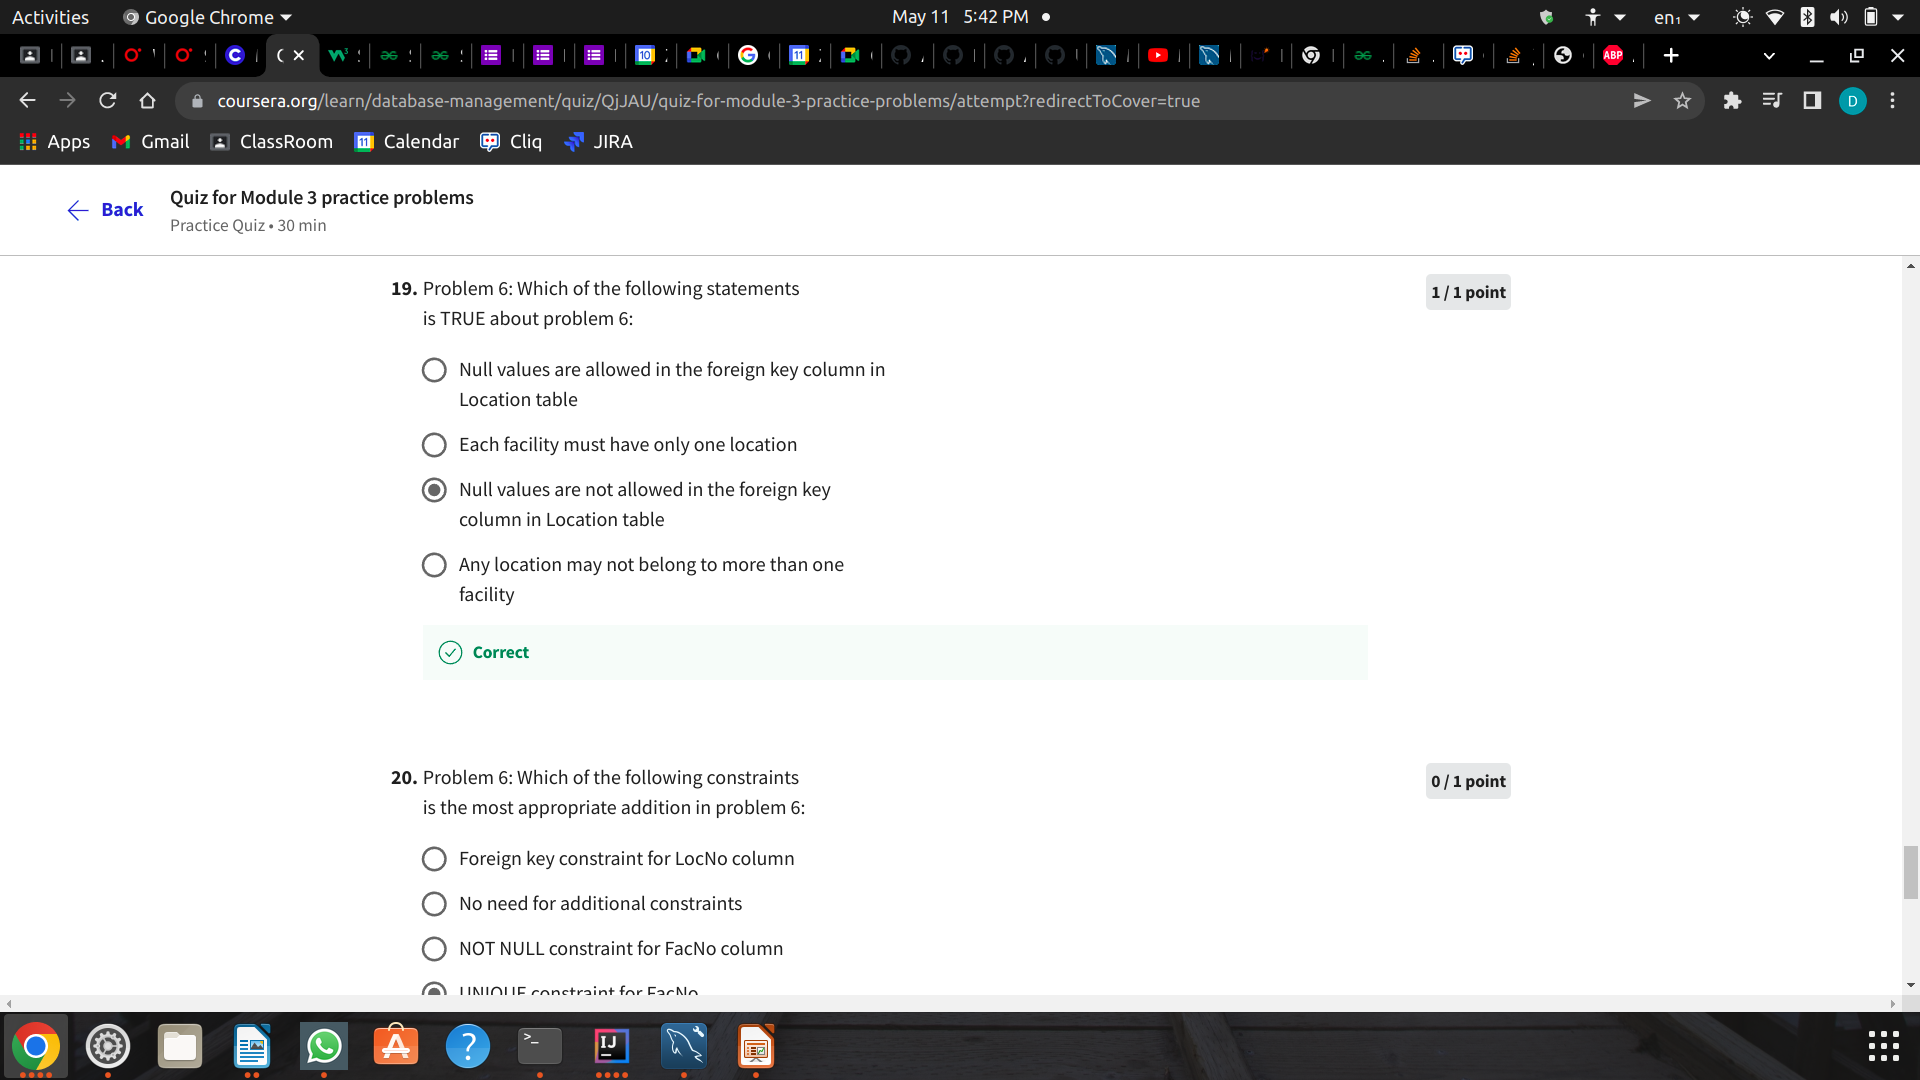 Activities
Google Chrome
May 11 5:42 PM
en₁
coursera.org/learn/database-management/quiz/QjJAU/quiz-for-module-3-practice-problems/attempt?redirectToCover=true
D
Apps
Gmail
ClassRoom
Calendar
Cliq
JIRA
Back
Quiz for Module 3 practice problems
Practice Quiz • 30 min
19. Problem 6: Which of the following statements
is TRUE about problem 6:
1 / 1 point
Null values are allowed in the foreign key column in
Location table
Each facility must have only one location
Null values are not allowed in the foreign key
column in Location table
Any location may not belong to more than one
facility
Correct
20. Problem 6: Which of the following constraints
is the most appropriate addition in problem 6:
0 / 1 point
Foreign key constraint for LocNo column
No need for additional constraints
NOT NULL constraint for FacNo column
UNIQUE constraint for FacNo